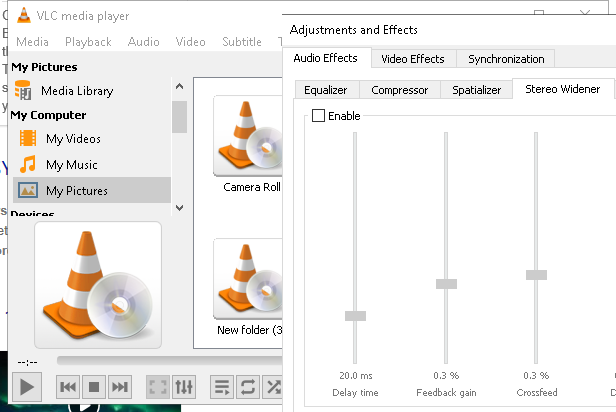 VLC media player
Media Playback Audio Video Subtitle
My Pictures
Media Library
My Computer
My Videos
My Music
My Pictures
Devices
Camera Roll
New folder (3
--:--
Adjustments and Effects
Audio Effects Video Effects Synchronization
Equalizer Compressor Spatializer Stereo Widener
Enable
20.0 ms 0.3 % 0.3 %
Delay time Feedback gain Crossfeed